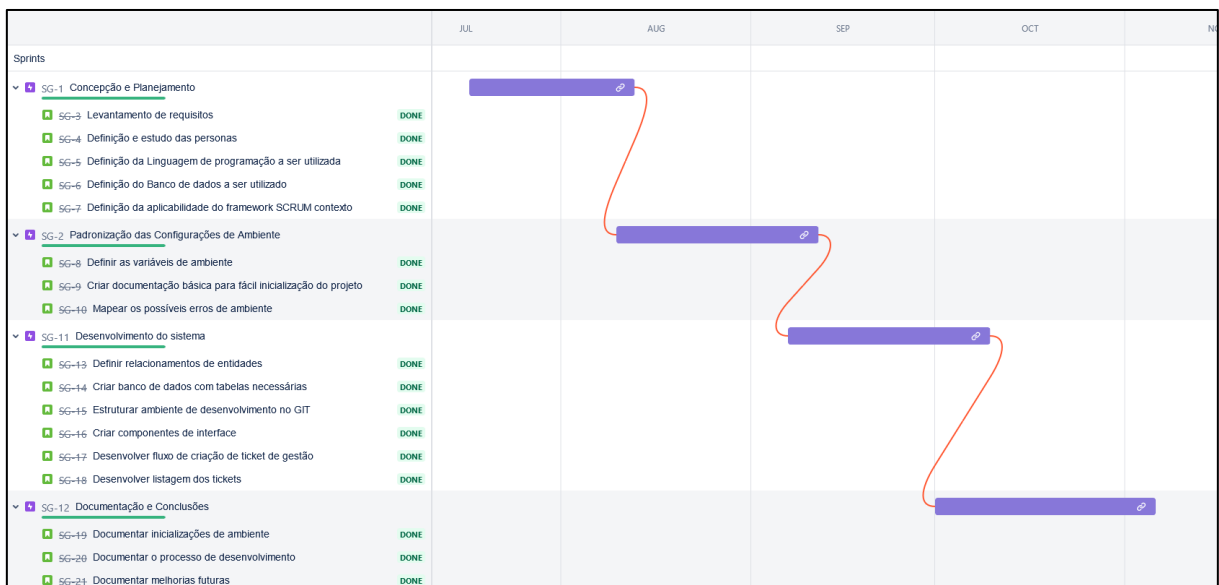 JUL AUG SEP OCT NO
Sprints
SG-1 Concepção e Planejamento
SG-3 Levantamento de requisitos DONE
SG-4 Definição e estudo das personas DONE
SG-5 Definição da Linguagem de programação a ser utilizada DONE
SG-6 Definição do Banco de dados a ser utilizado DONE
SG-7 Definição da aplicabilidade do framework SCRUM contexto DONE
SG-2 Padronização das Configurações de Ambiente
SG-8 Definir as variáveis de ambiente DONE
SG-9 Criar documentação básica para fácil inicialização do projeto DONE
SG-10 Mapear os possíveis erros de ambiente DONE
SG-11 Desenvolvimento do sistema
SG-13 Definir relacionamentos de entidades DONE
SG-14 Criar banco de dados com tabelas necessárias DONE
SG-15 Estruturar ambiente de desenvolvimento no GIT DONE
SG-16 Criar componentes de interface DONE
SG-17 Desenvolver fluxo de criação de ticket de gestão DONE
SG-18 Desenvolver listagem dos tickets DONE
SG-12 Documentação e Conclusões
SG-19 Documentar inicializações de ambiente DONE
SG-20 Documentar o processo de desenvolvimento DONE
SG-21 Documentar melhorias futuras DONE